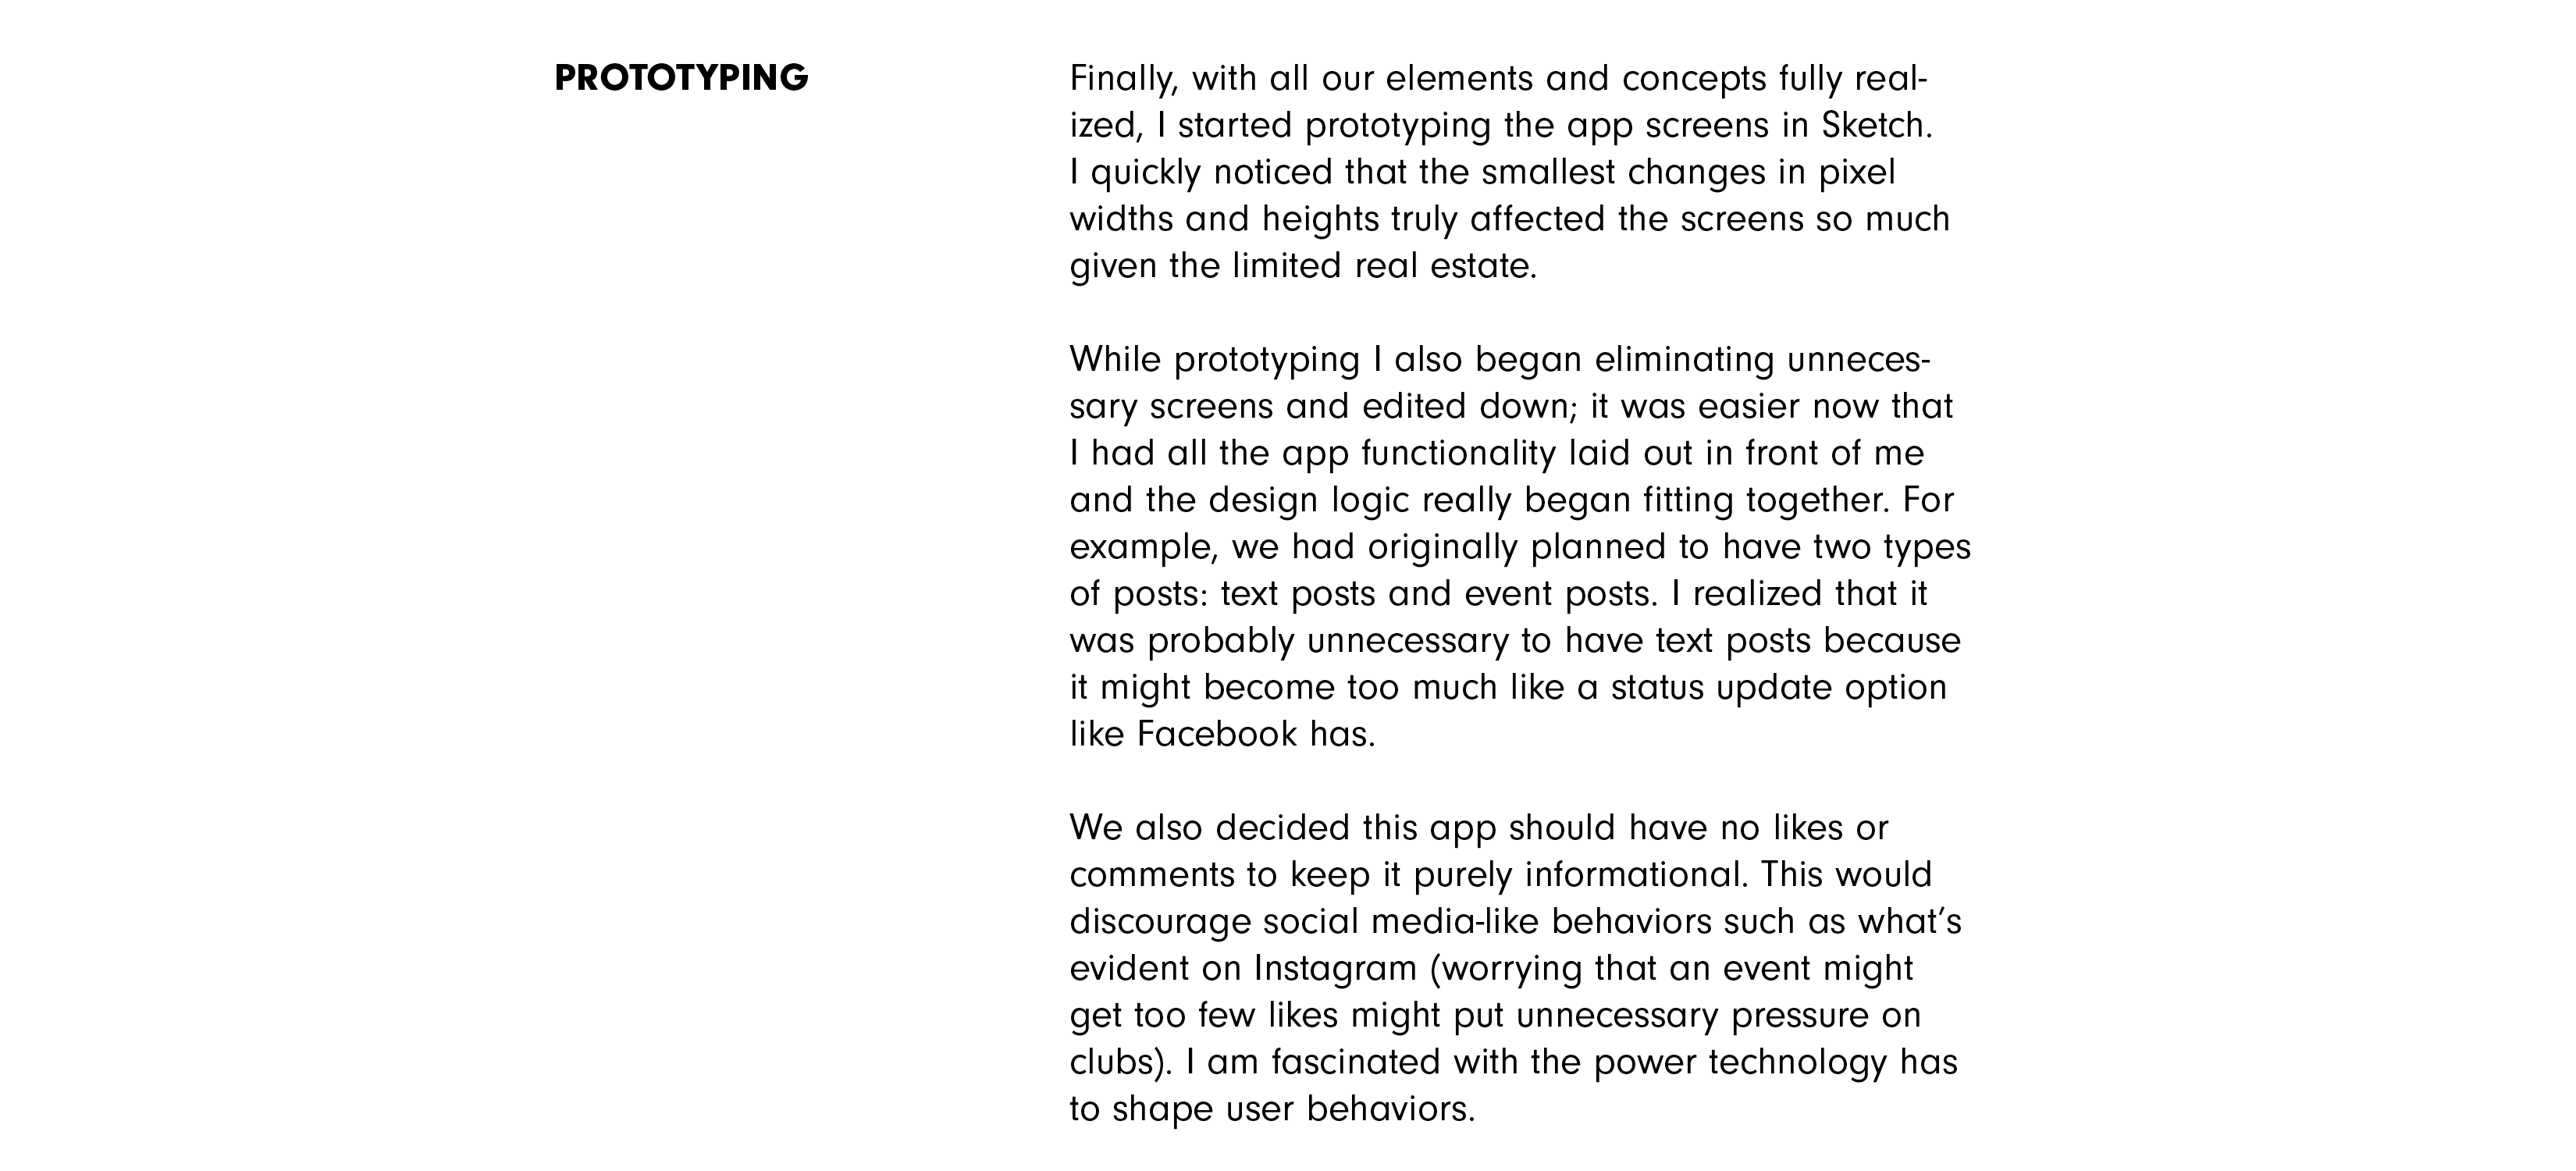 PROTOTYPING
Finally, with all our elements and concepts fully real-
ized, I started prototyping the app screens in Sketch.
I quickly noticed that the smallest changes in pixel
widths and heights truly affected the screens so much
given the limited real estate.
While prototyping I also began eliminating unneces-
sary screens and edited down; it was easier now that
I had all the app functionality laid out in front of me
and the design logic really began fitting together. For
example, we had originally planned to have two types
of posts: text posts and event posts. I realized that it
was probably unnecessary to have text posts because
it might become too much like a status update option
like Facebook has.
We also decided this app should have no likes or
comments to keep it purely informational. This would
discourage social media-like behaviors such as what’s
evident on Instagram (worrying that an event might
get too few likes might put unnecessary pressure on
clubs). I am fascinated with the power technology has
to shape user behaviors.